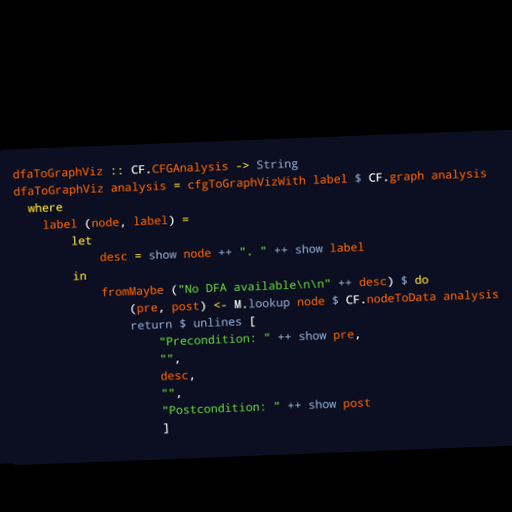 dfaToGraphViz :: CF.CFGAnalysis -> String
dfaToGraphViz analysis = cfgToGraphVizWith label $ CF.graph analysis
  where
    label (node, label) =
        let
            desc = show node ++ ". " ++ show label
        in
            fromMaybe ("No DFA available\n\n" ++ desc) $ do
                (pre, post) <- M.lookup node $ CF.nodeToData analysis
                return $ unlines [
                    "Precondition: " ++ show pre,
                    "",
                    desc,
                    "",
                    "Postcondition: " ++ show post
                    ]